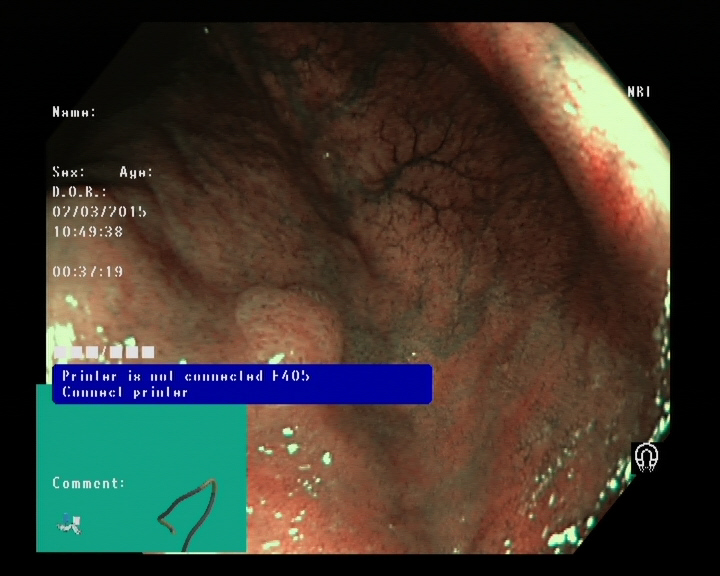 NBI
Name:
Sex: Age:
D.O.B.:
02/03/2015
10:49:38
00:37:19
Printer is not connected E405
Connect printer
Comment: